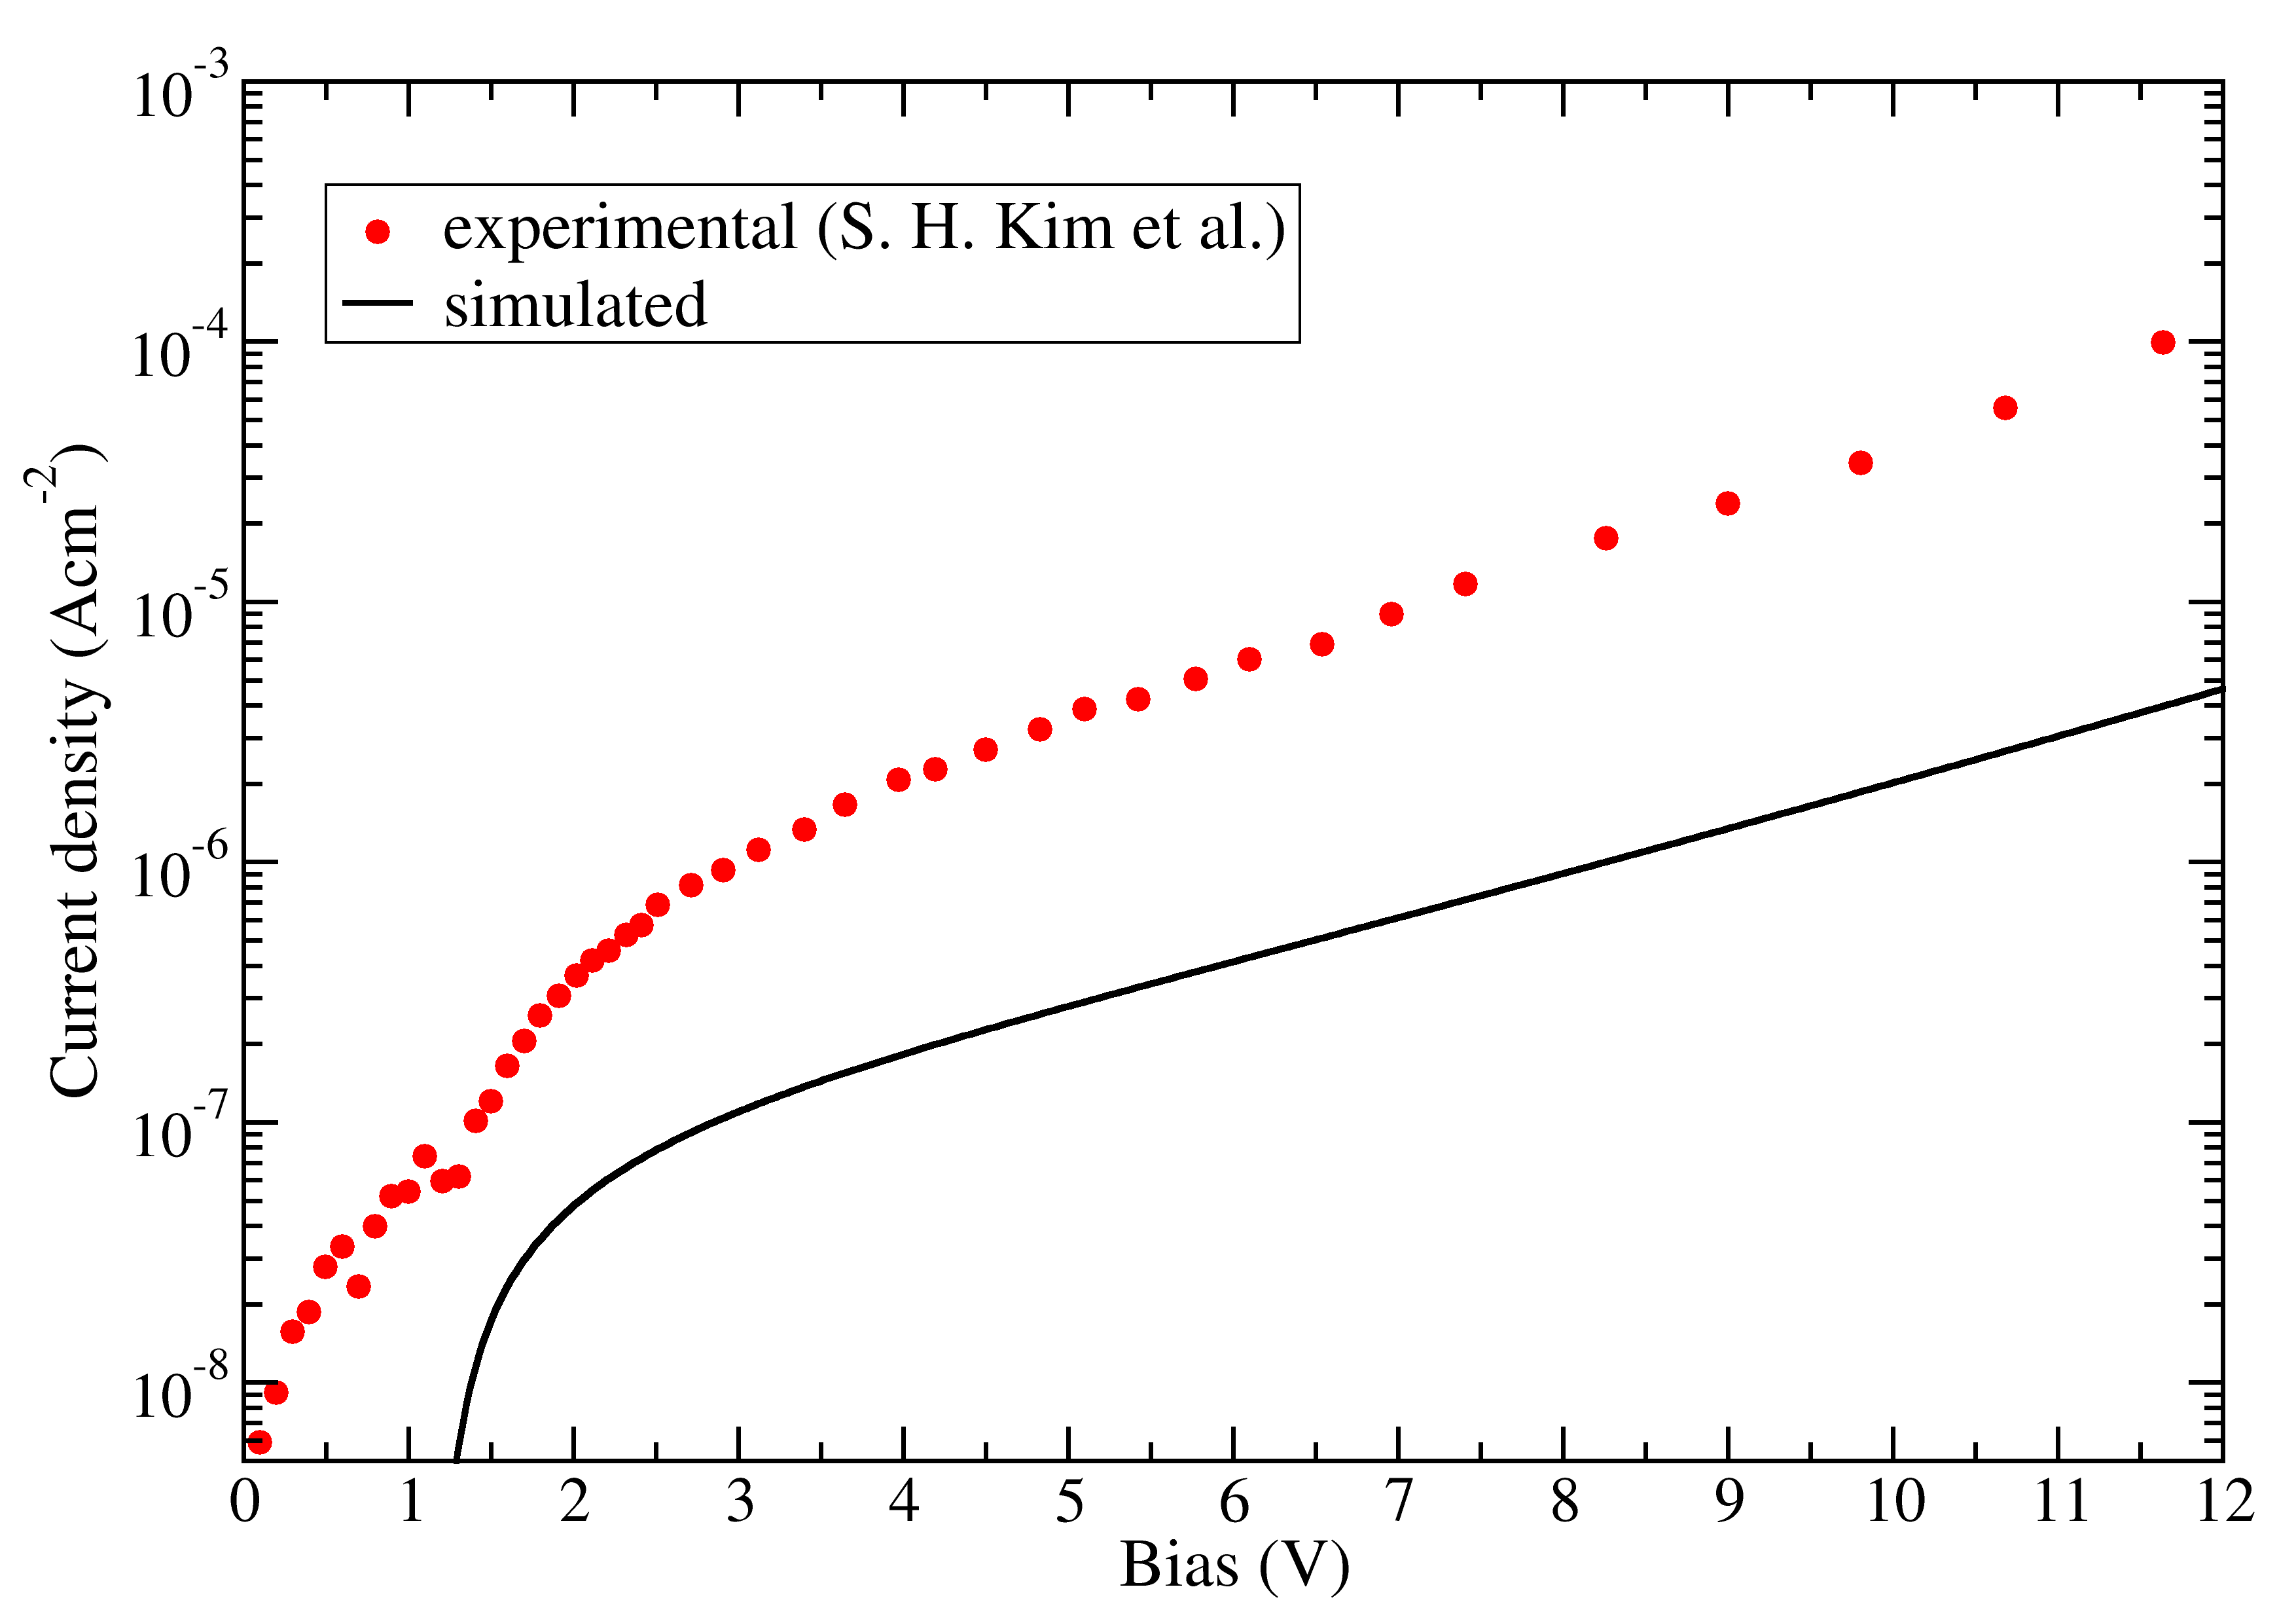 10^-3
experimental (S. H. Kim et al.)
simulated
10^-4
10^-5
10^-6
10^-7
10^-8
Current density (Acm^-2)
0 1 2 3 4 5 6 7 8 9 10 11 12
Bias (V)